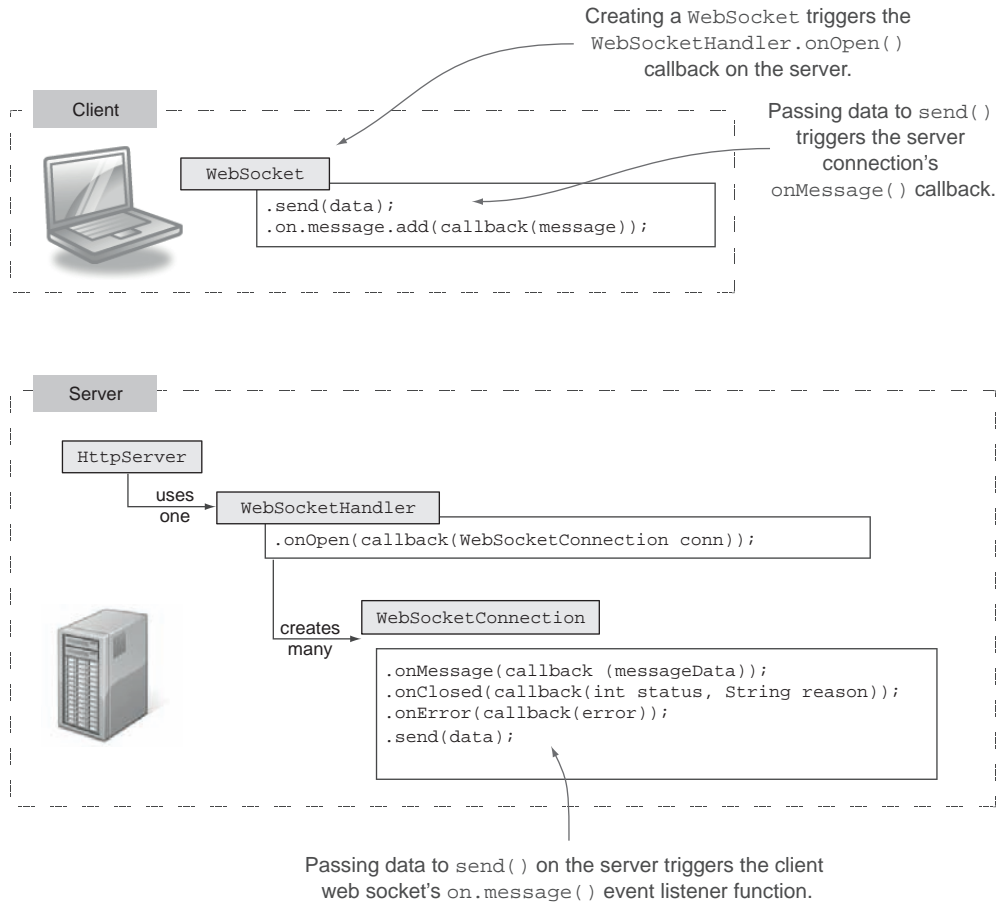 Creating a WebSocket triggers the
WebSocketHandler.onOpen()
callback on the server.
Client
Passing data to send()
triggers the server
connection's
onMessage() callback.
WebSocket
.send(data);
.on.message.add(callback(message));
Server
HttpServer
uses
one
WebSocketHandler
.onOpen(callback(WebSocketConnection conn));
creates
many
WebSocketConnection
.onMessage(callback (messageData));
.onClosed(callback(int status, String reason));
.onError(callback(error));
.send(data);
Passing data to send() on the server triggers the client
web socket's on.message() event listener function.